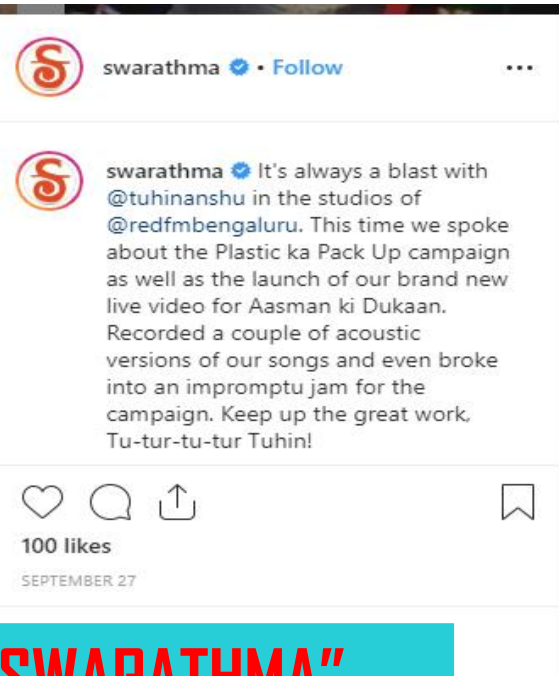 swarathma • Follow
swarathma It's always a blast with
@tuhinanshu in the studios of
@redfmbengaluru. This time we spoke
about the Plastic ka Pack Up campaign
as well as the launch of our brand new
live video for Aasman ki Dukaan.
Recorded a couple of acoustic
versions of our songs and even broke
into an impromptu jam for the
campaign. Keep up the great work,
Tu-tur-tu-tur Tuhin!
100 likes
SEPTEMBER 27
SWARATHMA"